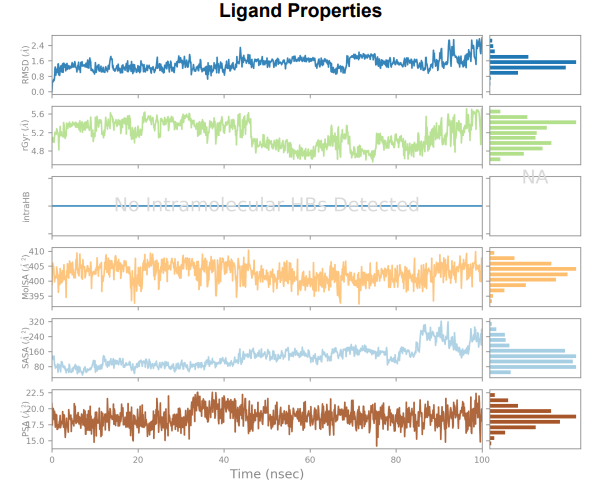 Ligand Properties
RMSD (Å)
2.4
1.6
0.8
0.0
rGyr (Å)
5.6
5.2
4.8
intraHB
No Intramolecular HBs Detected
NA
MolSA (Å²)
410
405
400
395
SASA (Å²)
320
240
160
80
PSA (Å²)
22.5
20.0
17.5
15.0
0 20 40 60 80 100
Time (nsec)